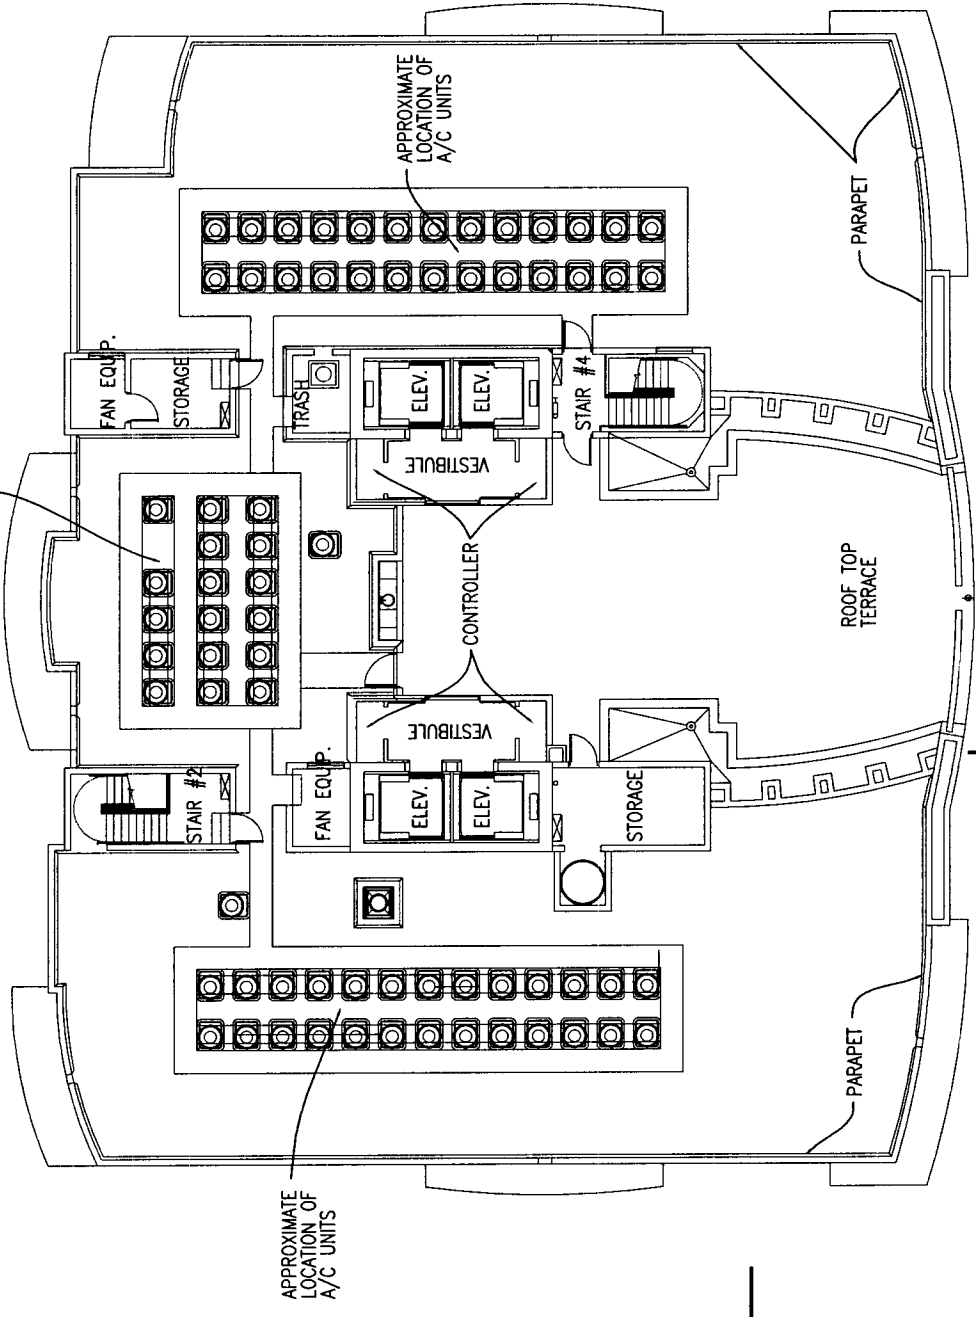 APPROXIMATE
LOCATION OF
A/C UNITS
PARAPET
FAN EQUIP.
STORAGE
TRASH
ELEV.
ELEV.
STAIR #4
VESTIBULE
CONTROLLER
ROOF TOP
TERRACE
VESTIBULE
STAIR #2
FAN EQUIP.
ELEV.
ELEV.
STORAGE
PARAPET
APPROXIMATE
LOCATION OF
A/C UNITS